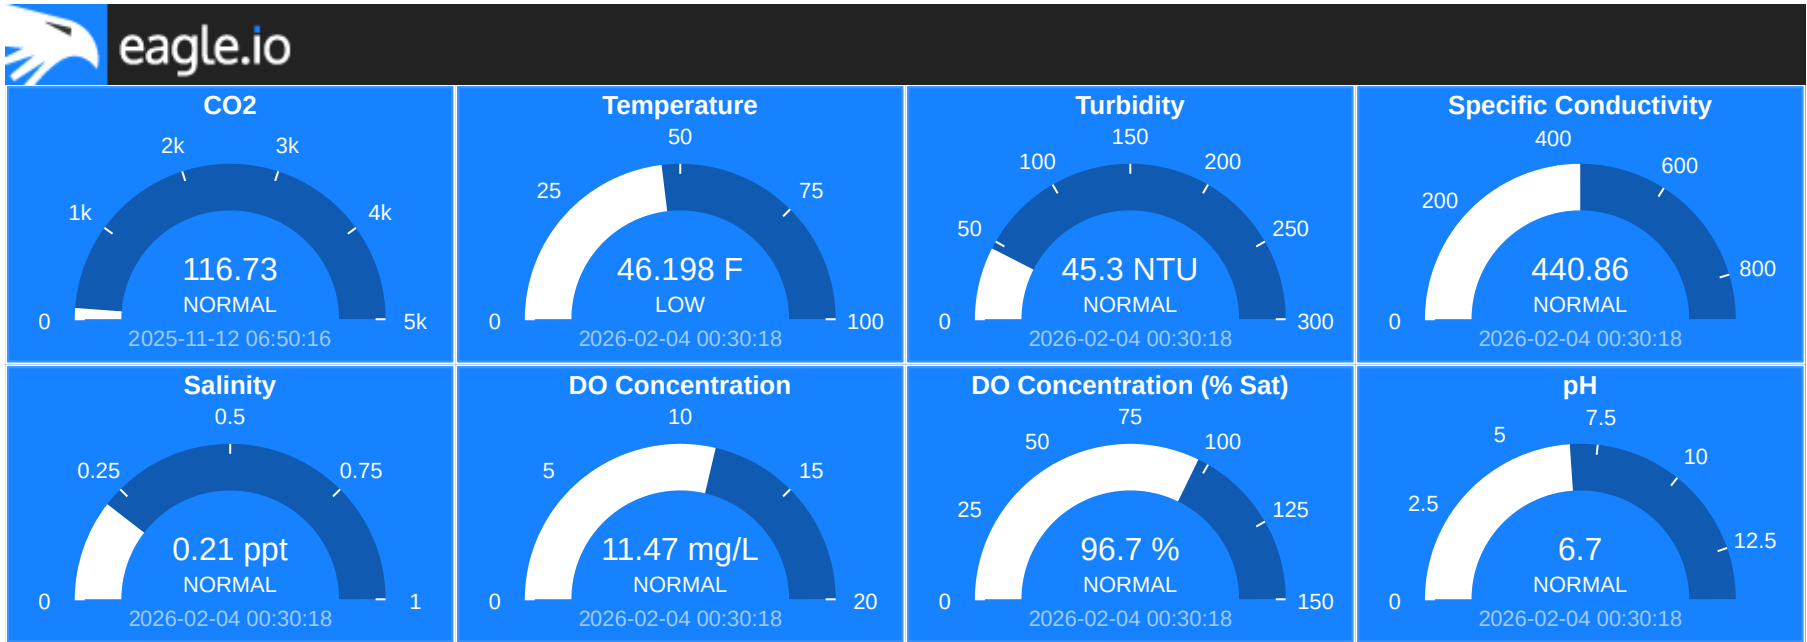 eagle.io
CO2
0
1k
2k
3k
4k
5k
116.73
NORMAL
2025-11-12 06:50:16
Temperature
0
25
50
75
100
46.198 F
LOW
2026-02-04 00:30:18
Turbidity
0
50
100
150
200
250
300
45.3 NTU
NORMAL
2026-02-04 00:30:18
Specific Conductivity
0
200
400
600
800
440.86
NORMAL
2026-02-04 00:30:18
Salinity
0
0.25
0.5
0.75
1
0.21 ppt
NORMAL
2026-02-04 00:30:18
DO Concentration
0
5
10
15
20
11.47 mg/L
NORMAL
2026-02-04 00:30:18
DO Concentration (% Sat)
0
25
50
75
100
125
150
96.7 %
NORMAL
2026-02-04 00:30:18
pH
0
2.5
5
7.5
10
12.5
6.7
NORMAL
2026-02-04 00:30:18